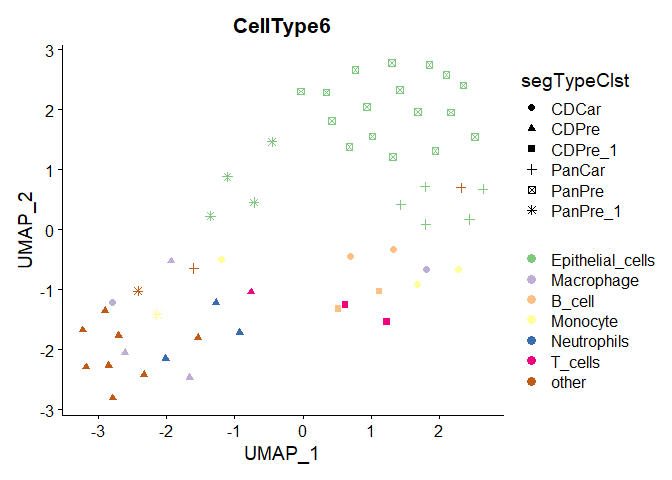 CellType6
3
2
1
0
-1
-2
-3
UMAP_2
-3
-2
-1
0
1
2
UMAP_1
segTypeClst
CDCar
CDPre
CDPre_1
PanCar
PanPre
PanPre_1
Epithelial_cells
Macrophage
B_cell
Monocyte
Neutrophils
T_cells
other